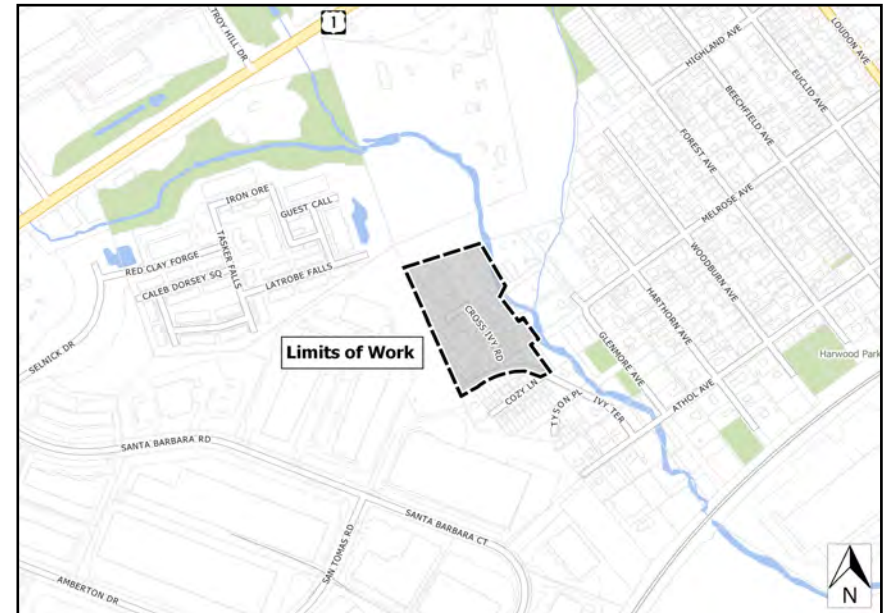 TROY HILL DR
1
HIGHLAND AVE
LOUDON AVE
EUCLID AVE
BEECHFIELD AVE
FOREST AVE
MELROSE AVE
IRON ORE
GUEST CALL
TASKER FALLS
RED CLAY FORGE
CALEB DORSEY SQ
LATROBE FALLS
WOODBURN AVE
HARTHORN AVE
SELNICK DR
Limits of Work
CROSS IVY RD
GLENMORE AVE
Harwood Park
COZY LN
TYSON PL
IVY TER
ATHOL AVE
SANTA BARBARA RD
SANTA BARBARA CT
SAN TOMAS RD
AMBERTON DR
N